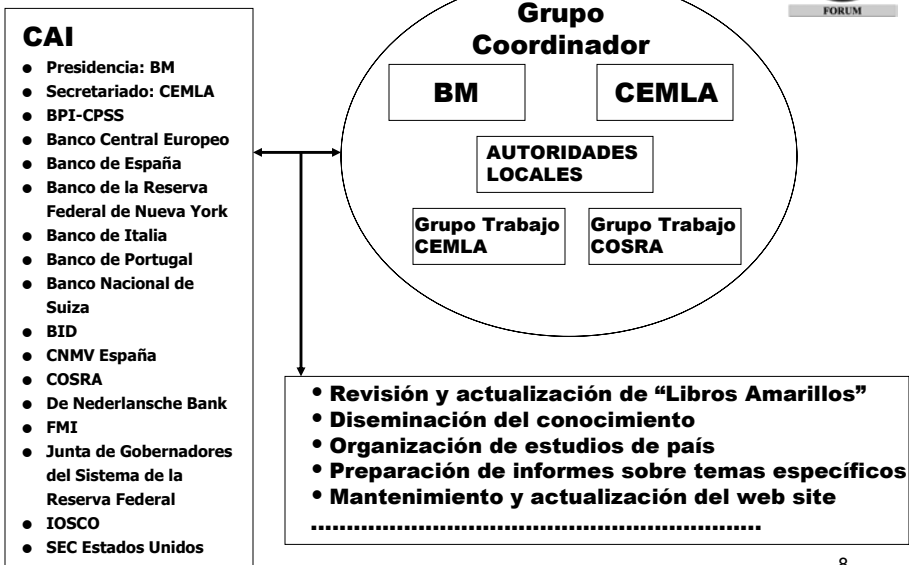 FORUM
CAI
● Presidencia: BM
● Secretariado: CEMLA
● BPI-CPSS
● Banco Central Europeo
● Banco de España
● Banco de la Reserva
Federal de Nueva York
● Banco de Italia
● Banco de Portugal
● Banco Nacional de
Suiza
● BID
● CNMV España
● COSRA
● De Nederlansche Bank
● FMI
● Junta de Gobernadores
del Sistema de la
Reserva Federal
● IOSCO
● SEC Estados Unidos
Grupo
Coordinador
BM
CEMLA
AUTORIDADES
LOCALES
Grupo Trabajo
CEMLA
Grupo Trabajo
COSRA
• Revisión y actualización de “Libros Amarillos”
• Diseminación del conocimiento
• Organización de estudios de país
• Preparación de informes sobre temas específicos
• Mantenimiento y actualización del web site
...............................................................
8